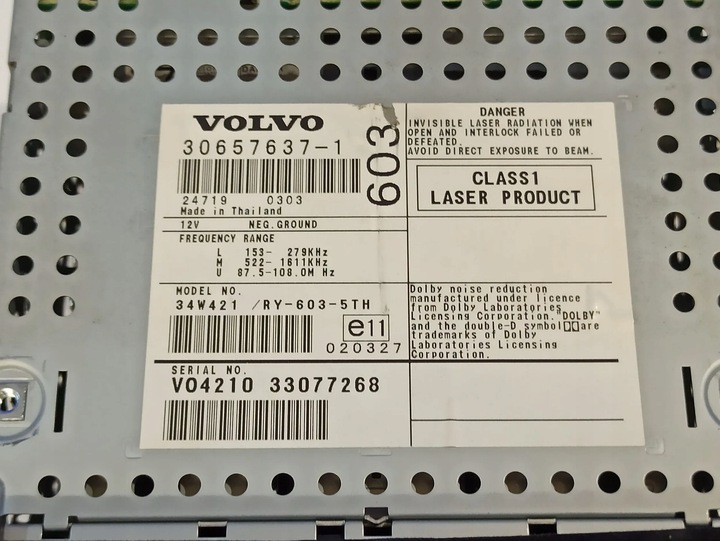 VOLVO
30657637-1
24719 0303
Made in Thailand
603
12V NEG.GROUND
FREQUENCY RANGE
L 153- 279KHz
M 522- 1611KHz
U 87.5-108.0M Hz
MODEL NO.
34W421 /RY-603-5TH
e11
020327
SERIAL NO.
VO4210 33077268
DANGER
INVISIBLE LASER RADIATION WHEN
OPEN AND INTERLOCK FAILED OR
DEFEATED.
AVOID DIRECT EXPOSURE TO BEAM.
CLASS1
LASER PRODUCT
Dolby noise reduction
manufactured under licence
from Dolby Laboratories
Licensing Corporation."DOLBY"
and the double-D symbol are
trademarks of Dolby
Laboratories Licensing
Corporation.